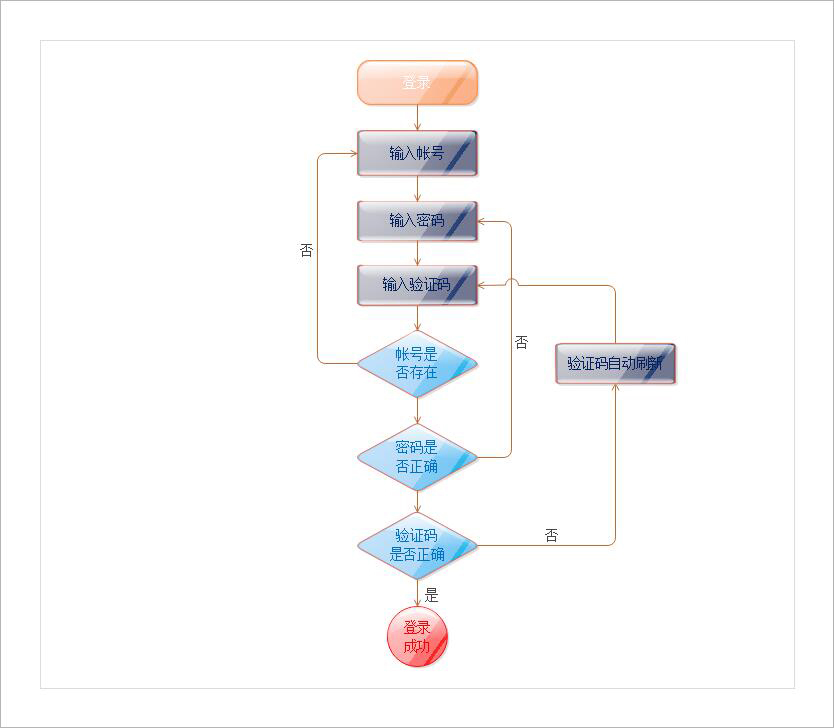 登录
输入帐号
输入密码
否
输入验证码
否
帐号是
否存在
验证码自动刷新
密码是
否正确
验证码
是否正确
否
是
登录
成功